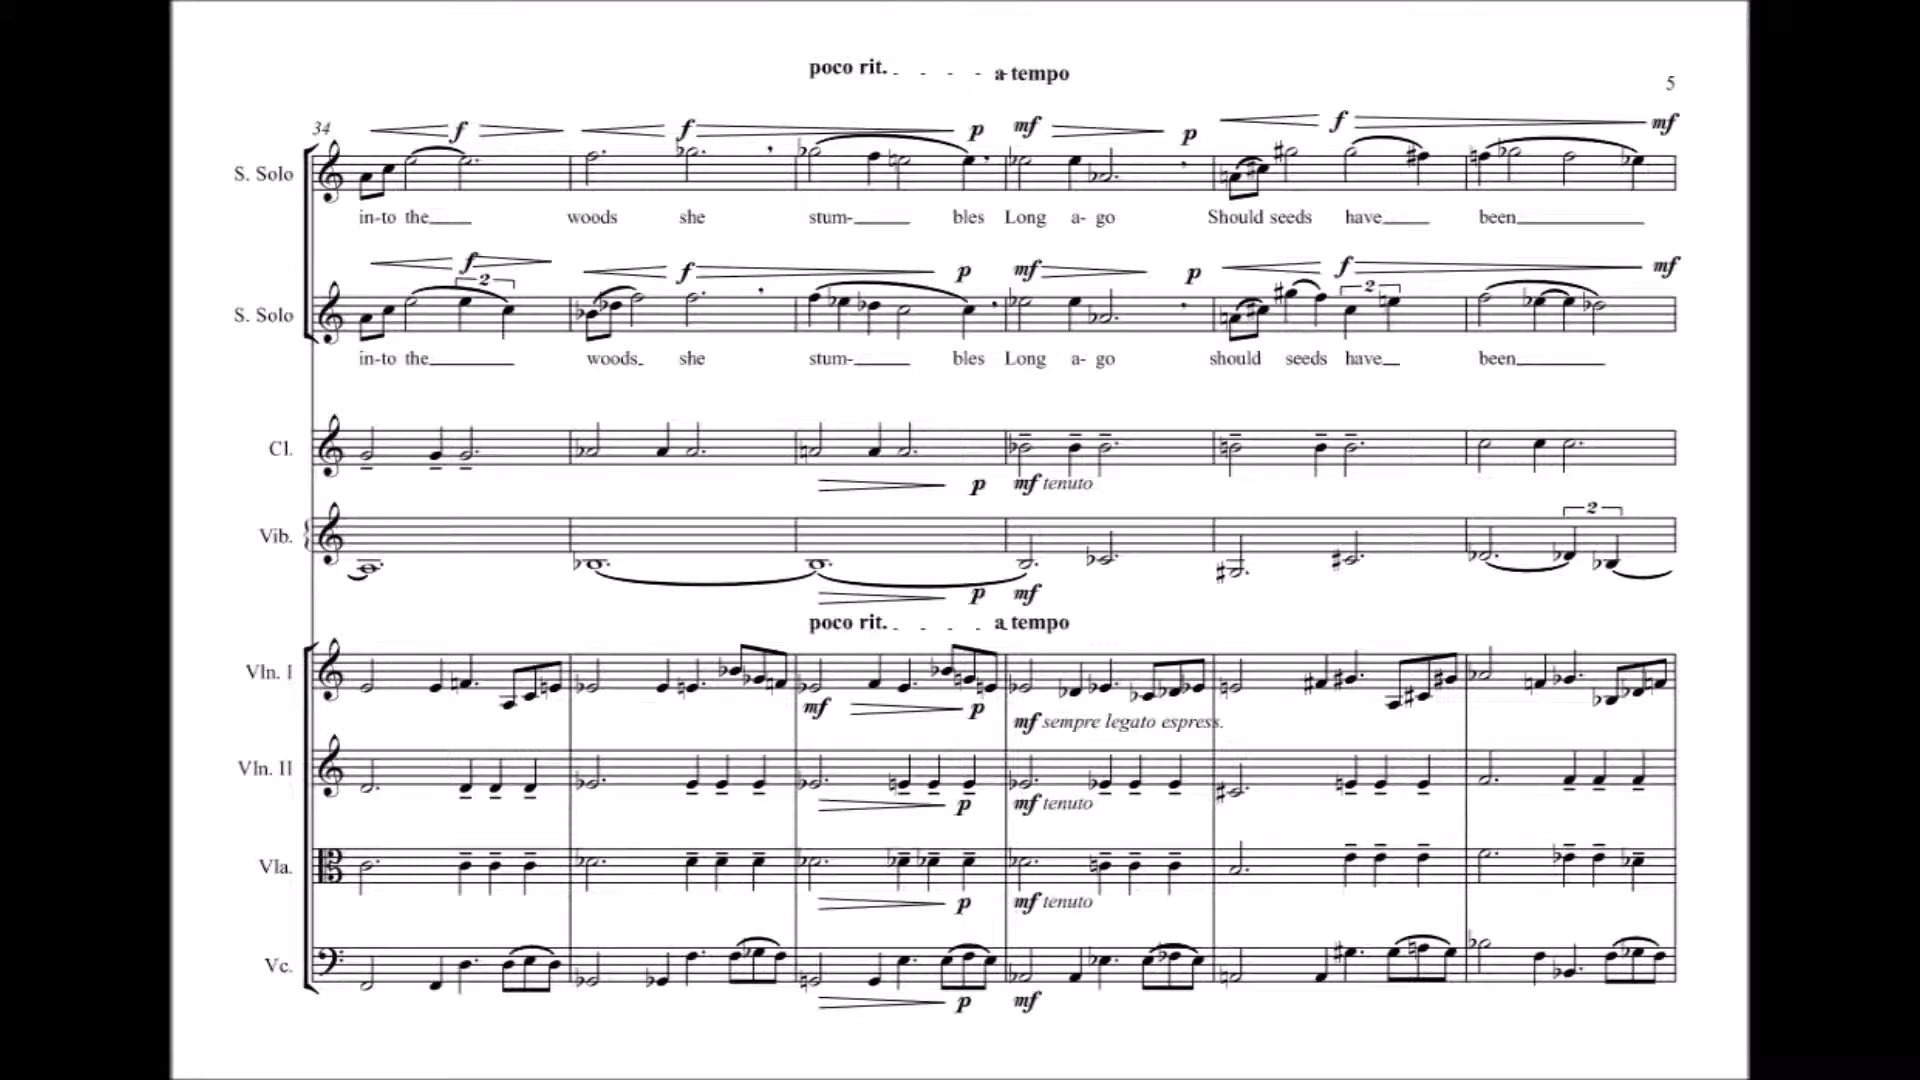 poco rit. a tempo
5
34
f f p mf p f mf
S. Solo
in-to the woods she stum- bles Long a- go Should seeds have been
f f p mf p f mf
2 2
S. Solo
in-to the woods she stum- bles Long a- go should seeds have been
Cl.
p mf tenuto
2
Vib.
p mf
poco rit. a tempo
Vln. I
mf p mf sempre legato espress.
Vln. II
p mf tenuto
Vla.
p mf tenuto
Vc.
p mf